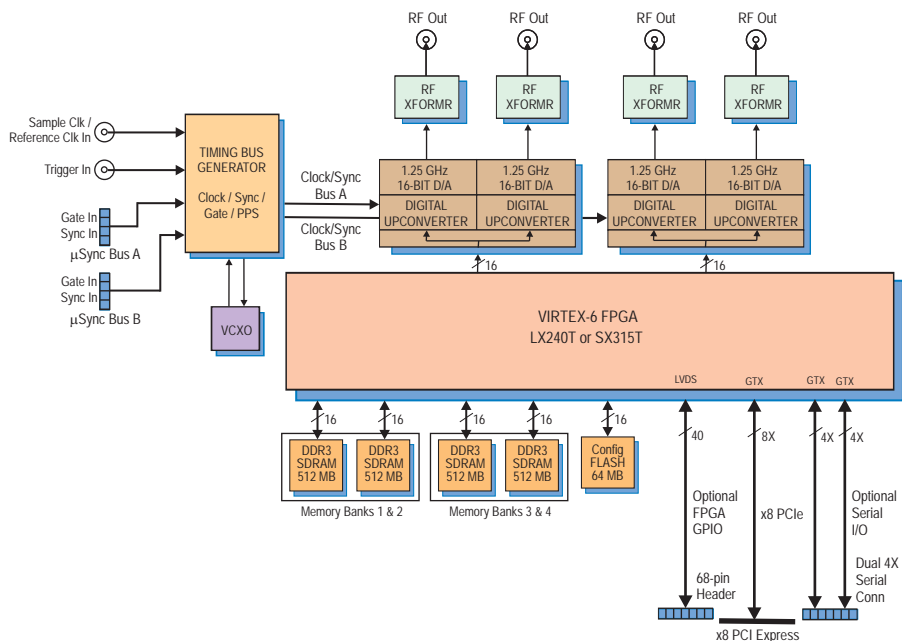 RF Out
RF Out
RF Out
RF Out
RF
XFORMR
RF
XFORMR
RF
XFORMR
RF
XFORMR
Sample Clk /
Reference Clk In
Trigger In
Gate In
Sync In
µSync Bus A
Gate In
Sync In
µSync Bus B
TIMING BUS
GENERATOR
Clock / Sync /
Gate / PPS
VCXO
Clock/Sync
Bus A
Clock/Sync
Bus B
1.25 GHz
16-BIT D/A
DIGITAL
UPCONVERTER
1.25 GHz
16-BIT D/A
DIGITAL
UPCONVERTER
1.25 GHz
16-BIT D/A
DIGITAL
UPCONVERTER
1.25 GHz
16-BIT D/A
DIGITAL
UPCONVERTER
16
16
VIRTEX-6 FPGA
LX240T or SX315T
LVDS
GTX
GTX
GTX
16
16
16
16
16
40
8X
4X
4X
DDR3
SDRAM
512 MB
DDR3
SDRAM
512 MB
DDR3
SDRAM
512 MB
DDR3
SDRAM
512 MB
Config
FLASH
64 MB
Memory Banks 1 & 2
Memory Banks 3 & 4
Optional
FPGA
GPIO
x8 PCIe
Optional
Serial
I/O
68-pin
Header
Dual 4X
Serial
Conn
x8 PCI Express